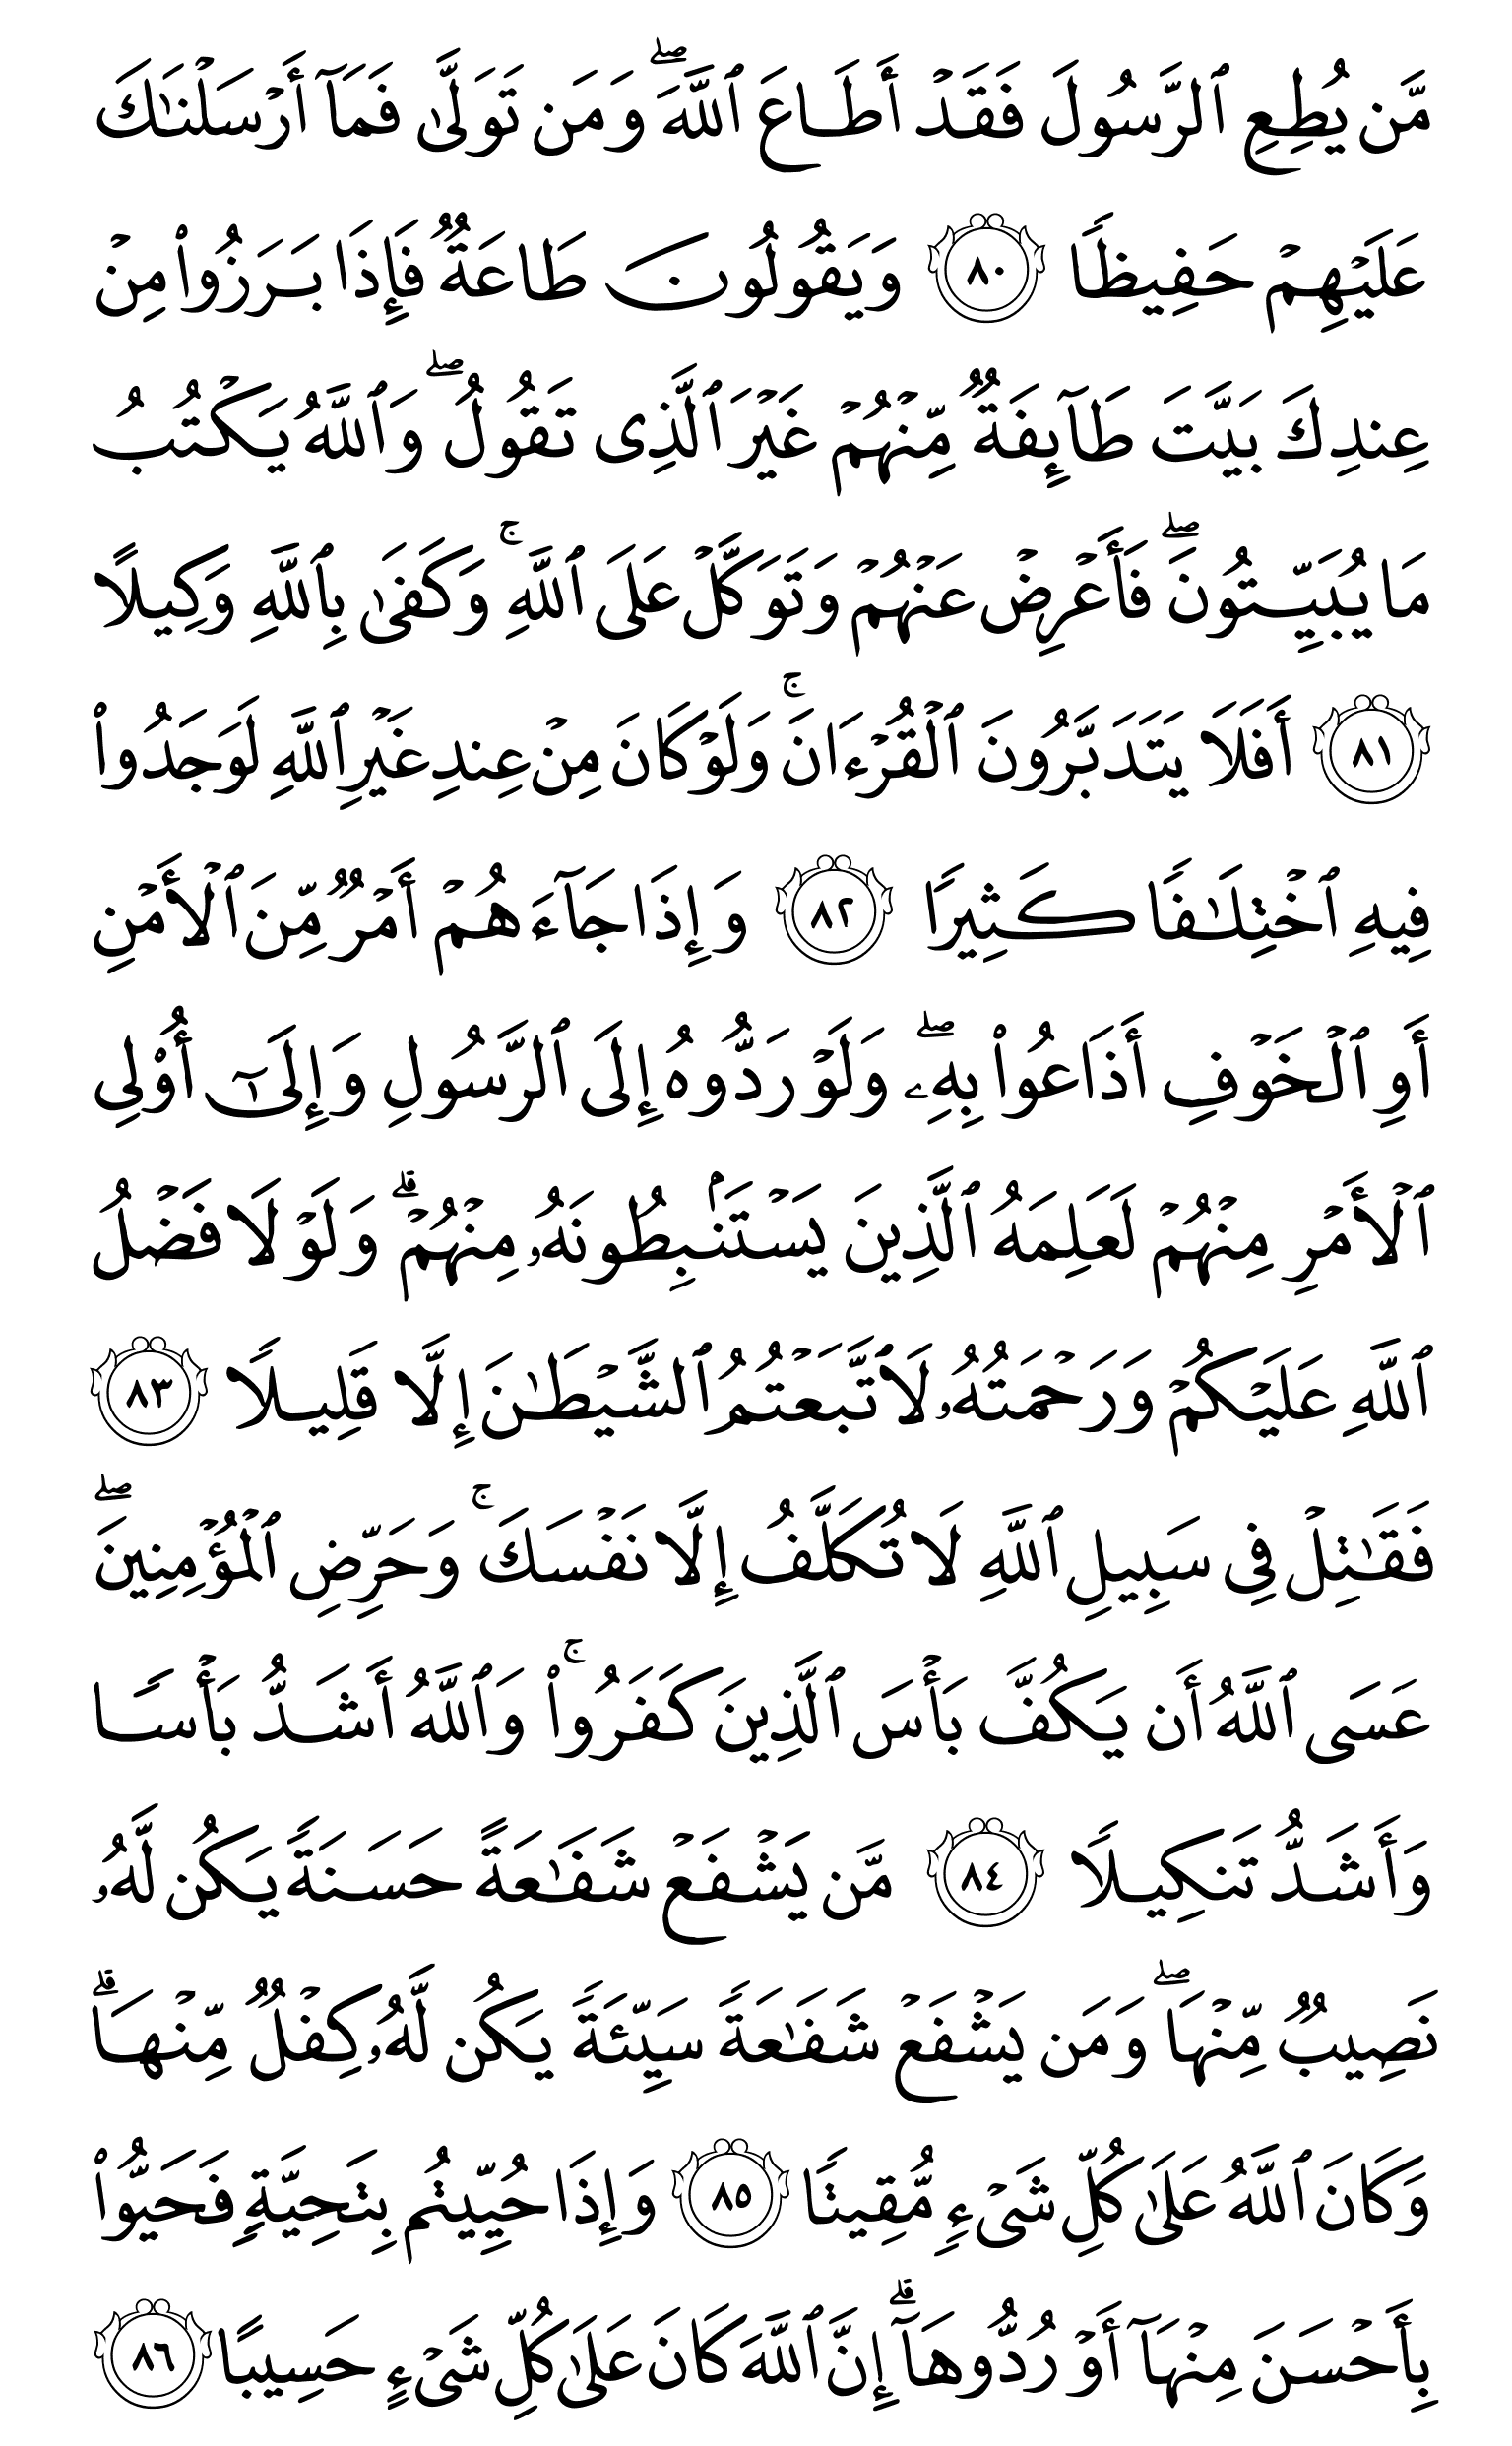 مَّن يُطِعِ ٱلرَّسُولَ فَقَدْ أَطَاعَ ٱللَّهَ ۖ وَمَن تَوَلَّىٰ فَمَآ أَرْسَلْنَـٰكَ
عَلَيْهِمْ حَفِيظًا ٨٠ وَيَقُولُونَ طَاعَةٌ فَإِذَا بَرَزُوا۟ مِنْ
عِندِكَ بَيَّتَ طَآئِفَةٌ مِّنْهُمْ غَيْرَ ٱلَّذِى تَقُولُ ۖ وَٱللَّهُ يَكْتُبُ
مَا يُبَيِّتُونَ ۖ فَأَعْرِضْ عَنْهُمْ وَتَوَكَّلْ عَلَى ٱللَّهِ ۚ وَكَفَىٰ بِٱللَّهِ وَكِيلًا
٨١ أَفَلَا يَتَدَبَّرُونَ ٱلْقُرْءَانَ ۚ وَلَوْ كَانَ مِنْ عِندِ غَيْرِ ٱللَّهِ لَوَجَدُوا۟
فِيهِ ٱخْتِلَـٰفًا كَثِيرًا ٨٢ وَإِذَا جَآءَهُمْ أَمْرٌ مِّنَ ٱلْأَمْنِ
أَوِ ٱلْخَوْفِ أَذَاعُوا۟ بِهِۦ ۖ وَلَوْ رَدُّوهُ إِلَى ٱلرَّسُولِ وَإِلَىٰٓ أُو۟لِى
ٱلْأَمْرِ مِنْهُمْ لَعَلِمَهُ ٱلَّذِينَ يَسْتَنۢبِطُونَهُۥ مِنْهُمْ ۗ وَلَوْلَا فَضْلُ
ٱللَّهِ عَلَيْكُمْ وَرَحْمَتُهُۥ لَٱتَّبَعْتُمُ ٱلشَّيْطَـٰنَ إِلَّا قَلِيلًا ٨٣
فَقَـٰتِلْ فِى سَبِيلِ ٱللَّهِ لَا تُكَلَّفُ إِلَّا نَفْسَكَ ۚ وَحَرِّضِ ٱلْمُؤْمِنِينَ ۖ
عَسَى ٱللَّهُ أَن يَكُفَّ بَأْسَ ٱلَّذِينَ كَفَرُوا۟ ۚ وَٱللَّهُ أَشَدُّ بَأْسًا
وَأَشَدُّ تَنكِيلًا ٨٤ مَّن يَشْفَعْ شَفَـٰعَةً حَسَنَةً يَكُن لَّهُۥ
نَصِيبٌ مِّنْهَا ۖ وَمَن يَشْفَعْ شَفَـٰعَةً سَيِّئَةً يَكُن لَّهُۥ كِفْلٌ مِّنْهَا ۗ
وَكَانَ ٱللَّهُ عَلَىٰ كُلِّ شَىْءٍ مُّقِيتًا ٨٥ وَإِذَا حُيِّيتُم بِتَحِيَّةٍ فَحَيُّوا۟
بِأَحْسَنَ مِنْهَآ أَوْ رُدُّوهَآ ۗ إِنَّ ٱللَّهَ كَانَ عَلَىٰ كُلِّ شَىْءٍ حَسِيبًا ٨٦